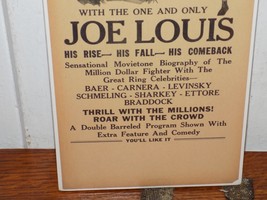 WITH THE ONE AND ONLY
JOE LOUIS
HIS RISE — HIS FALL — HIS COMEBACK
Sensational Movietone Biography of the
Million Dollar Fighter With The
Great Ring Celebrities—
BAER - CARNERA - LEVINSKY
SCHMELING - SHARKEY - ETTORE
BRADDOCK
THRILL WITH THE MILLIONS!
ROAR WITH THE CROWD
A Double Barreled Program Shown With
Extra Feature And Comedy
YOU'LL LIKE IT